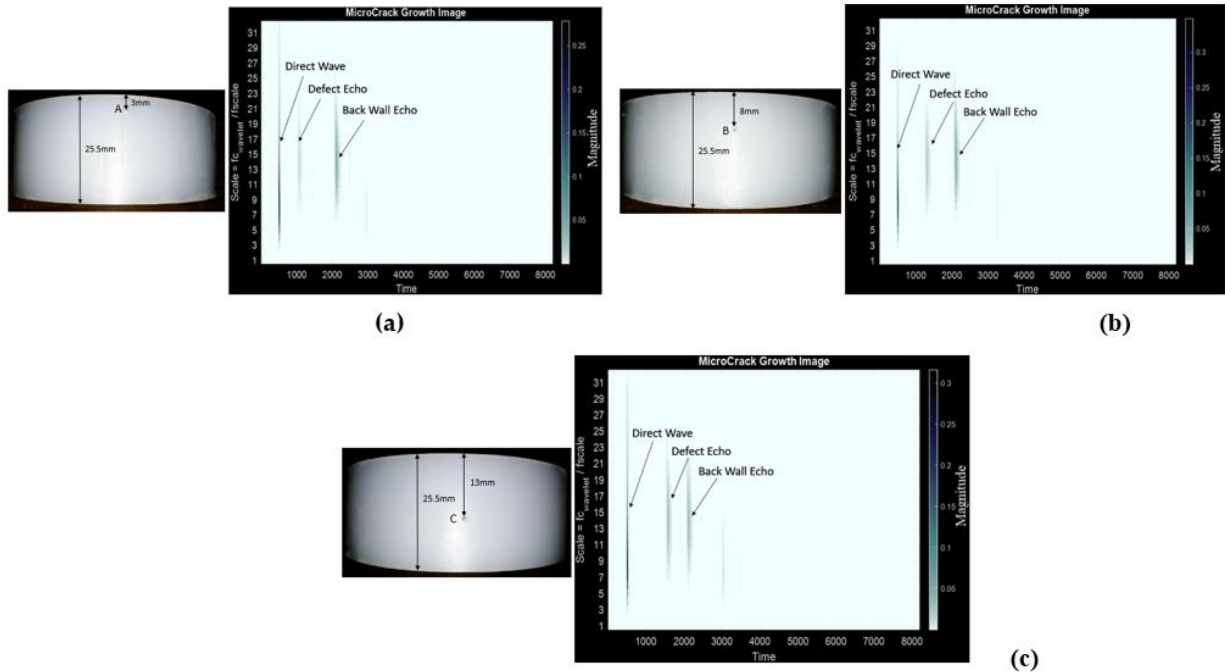 MicroCrack Growth Image
Scale = fc_wavelet / fscale
31
29
27
25
23
21
19
17
15
13
11
9
7
5
3
1
Direct Wave
Defect Echo
Back Wall Echo
A
3mm
25.5mm
1000 2000 3000 4000 5000 6000 7000 8000
Time
0.25
0.2
0.15
0.1
0.05
Magnitude
(a)
MicroCrack Growth Image
Scale = fc_wavelet / fscale
31
29
27
25
23
21
19
17
15
13
11
9
7
5
3
1
Direct Wave
Defect Echo
Back Wall Echo
B
8mm
25.5mm
1000 2000 3000 4000 5000 6000 7000 8000
Time
0.3
0.25
0.2
0.15
0.1
0.05
Magnitude
(b)
MicroCrack Growth Image
Scale = fc_wavelet / fscale
31
29
27
25
23
21
19
17
15
13
11
9
7
5
3
1
Direct Wave
Defect Echo
Back Wall Echo
C
13mm
25.5mm
1000 2000 3000 4000 5000 6000 7000 8000
Time
0.3
0.25
0.2
0.15
0.1
0.05
Magnitude
(c)